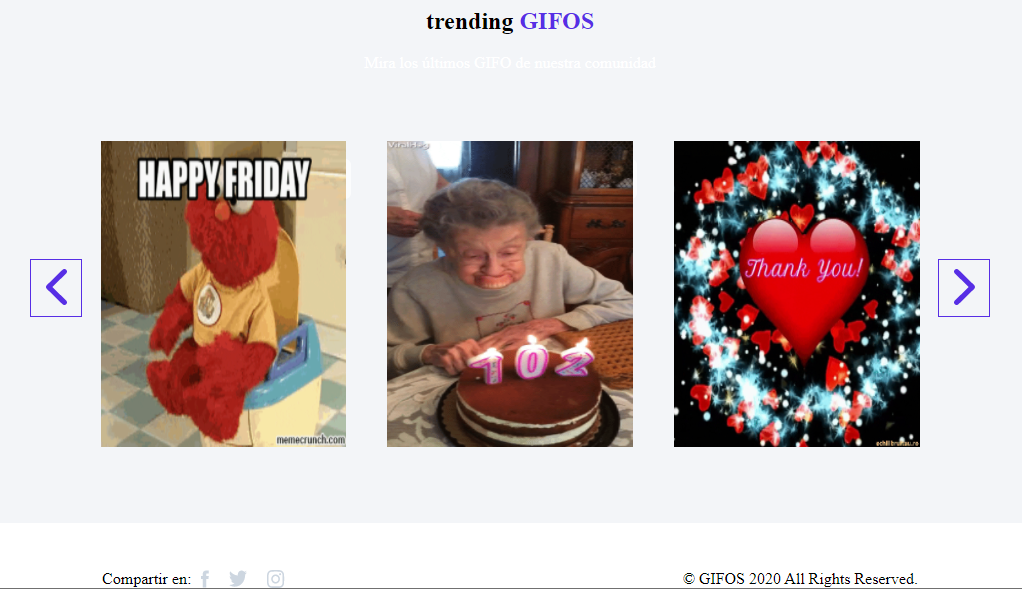 trending GIFOS
Mira los últimos GIFO de nuestra comunidad
HAPPY FRIDAY
memecrunch.com
ViralHog
102
Thank You!
Compartir en:
© GIFOS 2020 All Rights Reserved.